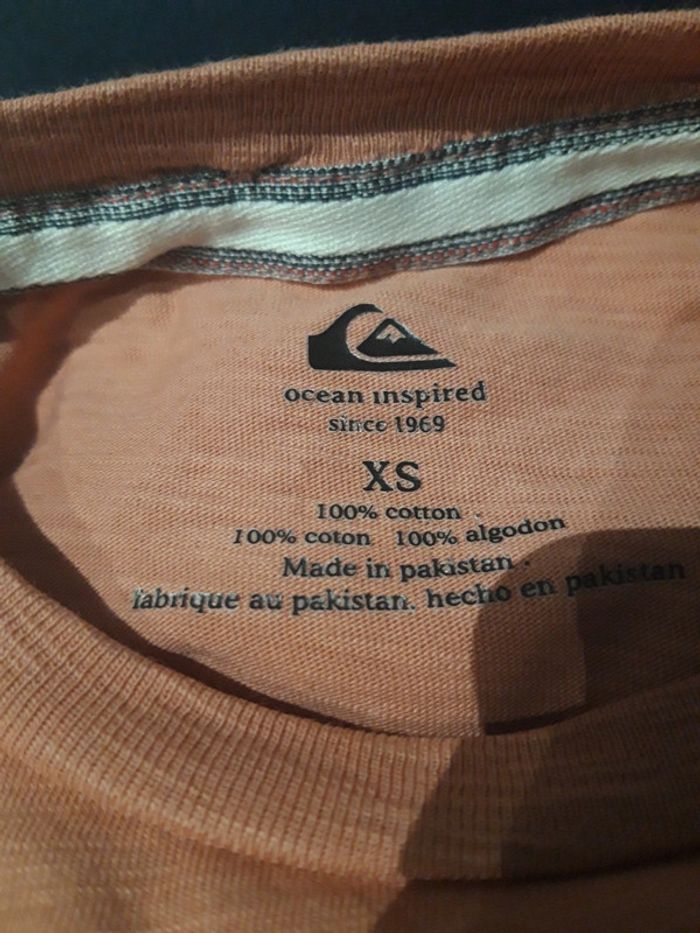 ocean inspired
since 1969
XS
100% cotton
100% coton 100% algodon
Made in pakistan
fabrique au pakistan. hecho en pakistan